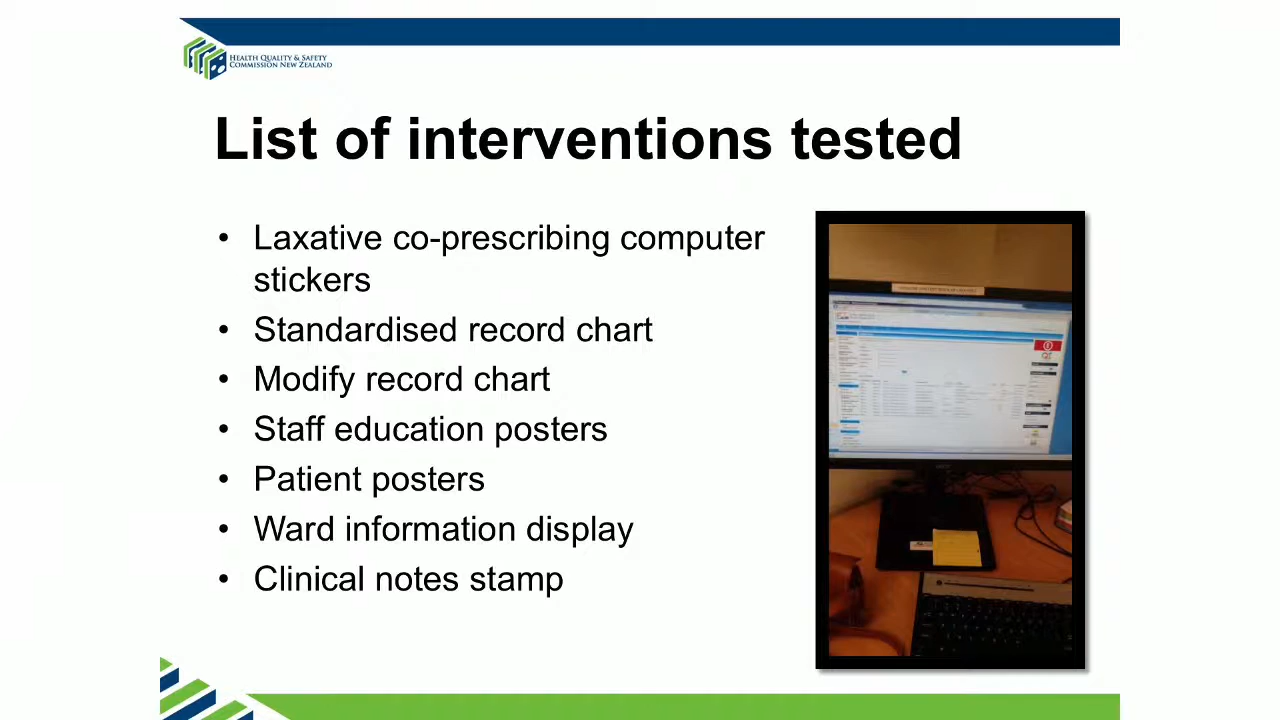 HEALTH QUALITY & SAFETY
COMMISSION NEW ZEALAND
List of interventions tested
• Laxative co-prescribing computer
stickers
• Standardised record chart
• Modify record chart
• Staff education posters
• Patient posters
• Ward information display
• Clinical notes stamp
acer